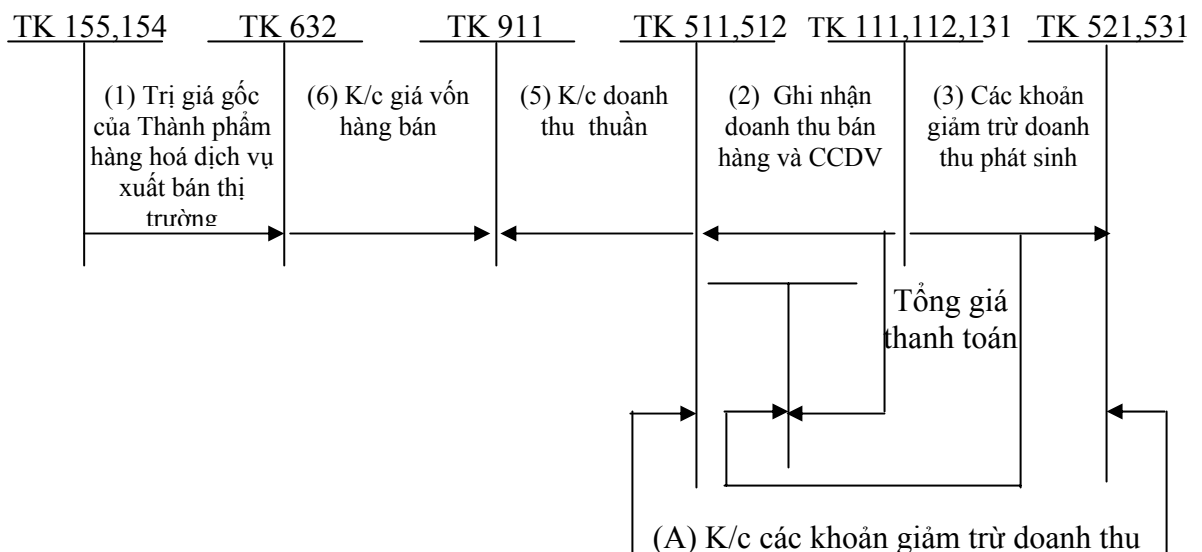 TK 155,154 TK 632 TK 911 TK 511,512 TK 111,112,131 TK 521,531
(1) Trị giá gốc
của Thành phẩm
hàng hoá dịch vụ
xuất bán thị
trường
(6) K/c giá vốn
hàng bán
(5) K/c doanh
thu thuần
(2) Ghi nhận
doanh thu bán
hàng và CCDV
(3) Các khoản
giảm trừ doanh
thu phát sinh
Tổng giá
thanh toán
(A) K/c các khoản giảm trừ doanh thu